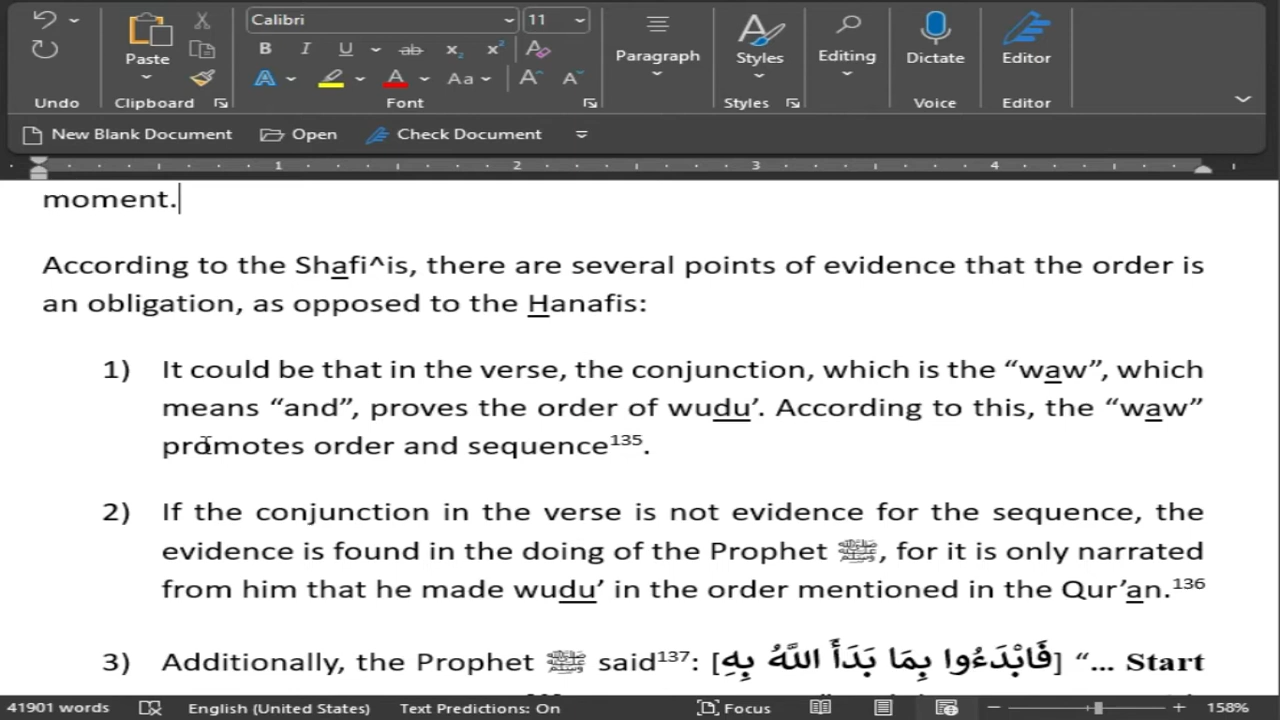 Calibri 11
Paste B I U ab x₂ x² A Paragraph Styles Editing Dictate Editor
A A Aa A A
Undo Clipboard Font Styles Voice Editor
New Blank Document Open Check Document
1 2 3 4
moment.
According to the Shafi^is, there are several points of evidence that the order is
an obligation, as opposed to the Hanafis:
1) It could be that in the verse, the conjunction, which is the “waw”, which
means “and”, proves the order of wudu’. According to this, the “waw”
promotes order and sequence¹³⁵.
2) If the conjunction in the verse is not evidence for the sequence, the
evidence is found in the doing of the Prophet ﷺ, for it is only narrated
from him that he made wudu’ in the order mentioned in the Qur’an.¹³⁶
3) Additionally, the Prophet ﷺ said¹³⁷: [فَابْدَءُوا بِمَا بَدَأَ اللَّهُ بِهِ] “… Start
41901 words English (United States) Text Predictions: On Focus 158%